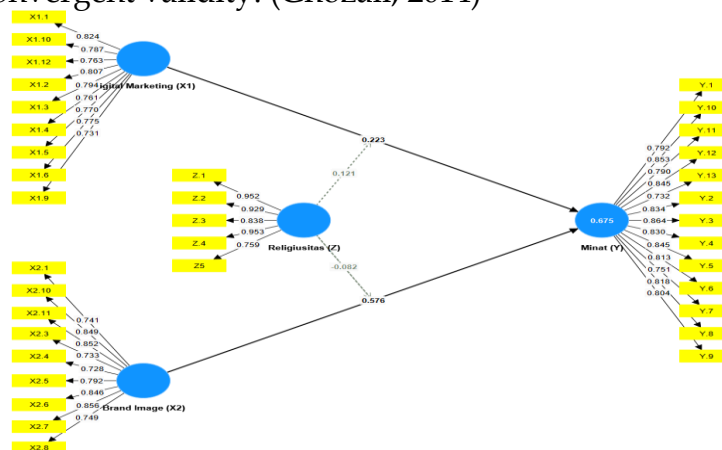 onvergent validity. (Ghozali, 2011)
X1.1
X1.10
X1.12
X1.2
X1.3
X1.4
X1.5
X1.6
X1.9
0.824
0.787
0.763
0.807
0.794
0.761
0.770
0.775
0.731
igital Marketing (X1)
0.223
0.121
Z.1
Z.2
Z.3
Z.4
Z5
0.952
0.929
0.838
0.953
0.759
Religiusitas (Z)
-0.082
0.576
X2.1
X2.10
X2.11
X2.3
X2.4
X2.5
X2.6
X2.7
X2.8
0.741
0.849
0.852
0.733
0.728
0.792
0.846
0.856
0.749
Brand Image (X2)
0.675
Minat (Y)
0.792
0.853
0.790
0.845
0.732
0.834
0.864
0.830
0.845
0.813
0.751
0.818
0.804
Y.1
Y.10
Y.11
Y.12
Y.13
Y.2
Y.3
Y.4
Y.5
Y.6
Y.7
Y.8
Y.9